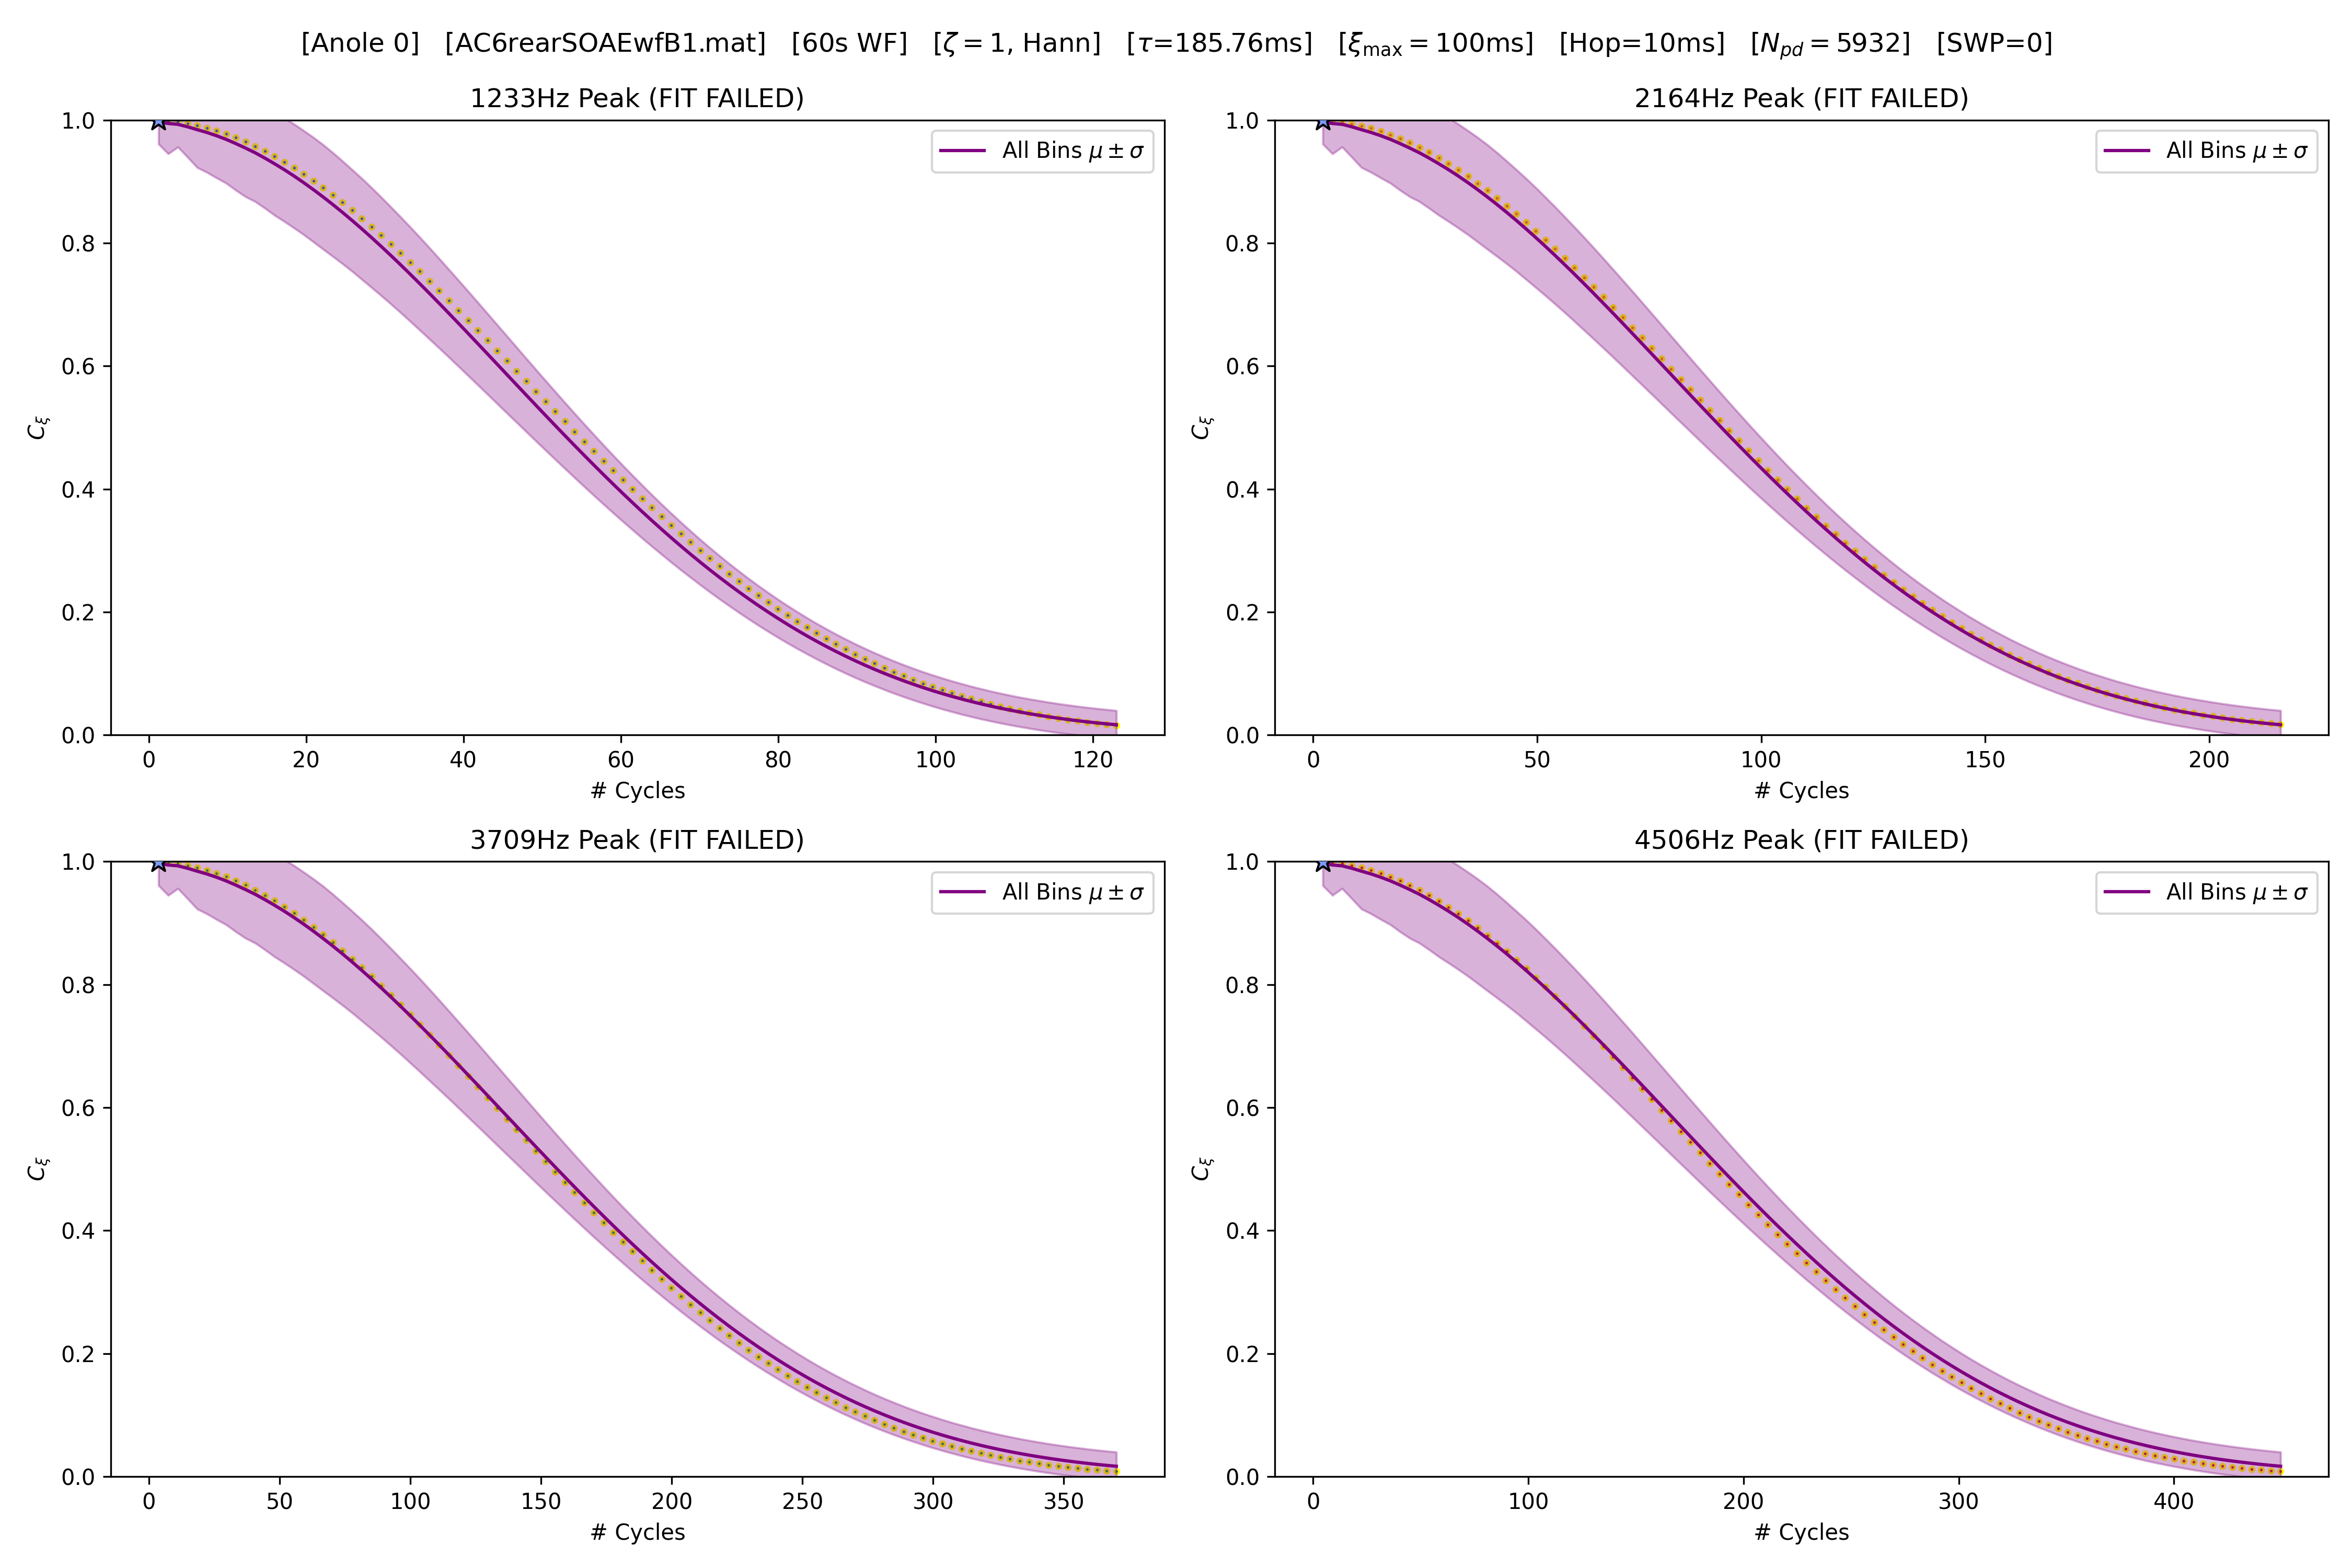 [Anole 0] [AC6rearSOAEwfB1.mat] [60s WF] [ζ = 1, Hann] [τ=185.76ms] [ξmax = 100ms] [Hop=10ms] [Npd = 5932] [SWP=0]
1233Hz Peak (FIT FAILED)
1.0
0.8
0.6
0.4
0.2
0.0
Cξ
All Bins μ ± σ
0 20 40 60 80 100 120
# Cycles
2164Hz Peak (FIT FAILED)
1.0
0.8
0.6
0.4
0.2
0.0
Cξ
All Bins μ ± σ
0 50 100 150 200
# Cycles
3709Hz Peak (FIT FAILED)
1.0
0.8
0.6
0.4
0.2
0.0
Cξ
All Bins μ ± σ
0 50 100 150 200 250 300 350
# Cycles
4506Hz Peak (FIT FAILED)
1.0
0.8
0.6
0.4
0.2
0.0
Cξ
All Bins μ ± σ
0 100 200 300 400
# Cycles